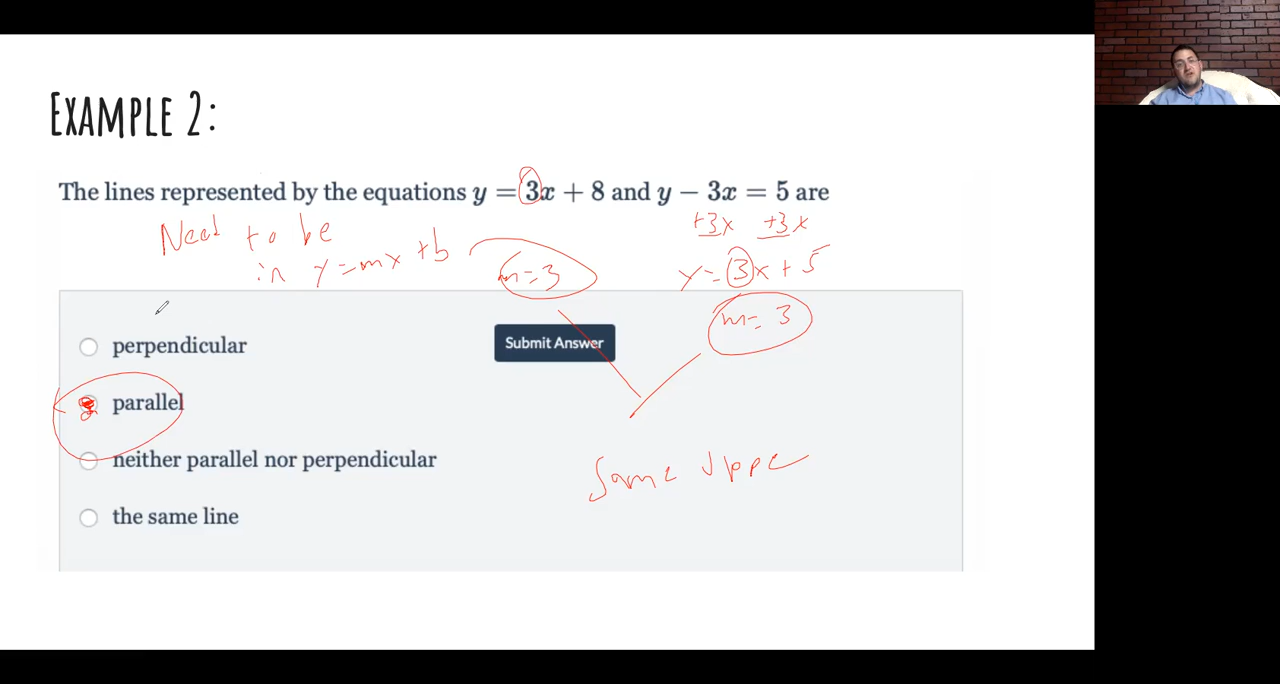 EXAMPLE 2:
The lines represented by the equations y = 3x + 8 and y − 3x = 5 are
+3x +3x
Need to be
in y=mx+b
m=3
y=3x+5
m=3
perpendicular
Submit Answer
parallel
neither parallel nor perpendicular
Same slope
the same line